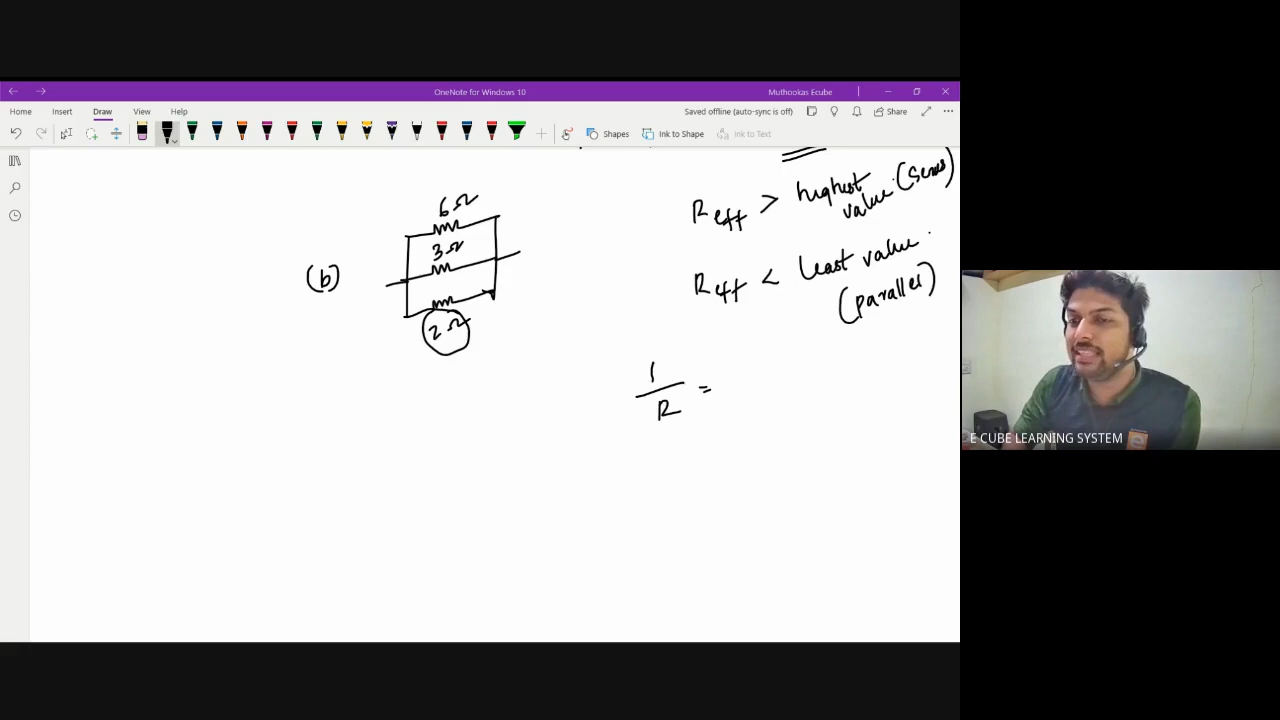 OneNote for Windows 10
Muthookas Ecube
Home Insert Draw View Help
Saved offline (auto-sync is off)
Share
Shapes
Ink to Shape
Ink to Text
6Ω
3Ω
2Ω
(b)
R eff > highest value. (Series)
R eff < least value.
(parallel)
1
R =
E CUBE LEARNING SYSTEM